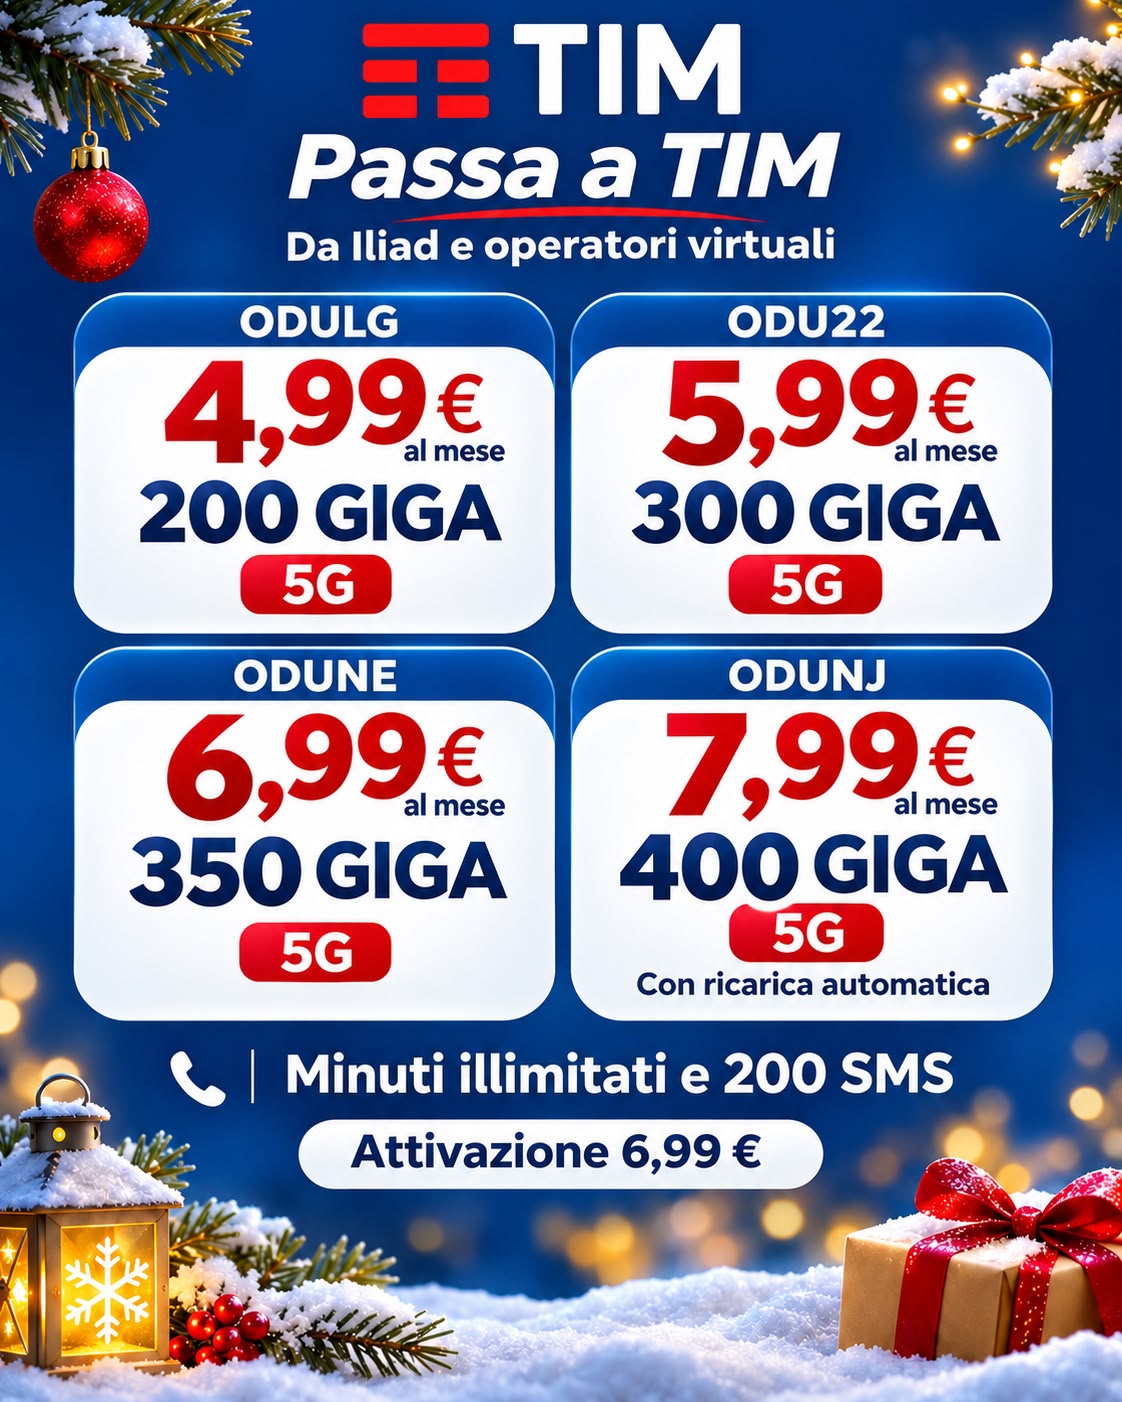 TIM
Passa a TIM
Da Iliad e operatori virtuali
ODULG
4,99 €
al mese
200 GIGA
5G
ODU22
5,99 €
al mese
300 GIGA
5G
ODUNE
6,99 €
al mese
350 GIGA
5G
ODUNJ
7,99 €
al mese
400 GIGA
5G
Con ricarica automatica
Minuti illimitati e 200 SMS
Attivazione 6,99 €